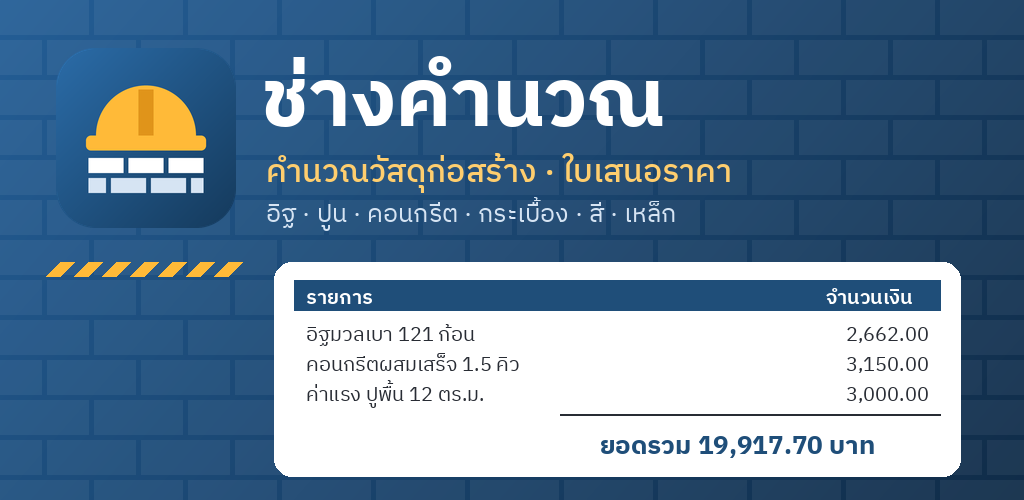 ช่างคำนวณ
คำนวณวัสดุก่อสร้าง · ใบเสนอราคา
อิฐ · ปูน · คอนกรีต · กระเบื้อง · สี · เหล็ก
รายการ จำนวนเงิน
อิฐมวลเบา 121 ก้อน 2,662.00
คอนกรีตผสมเสร็จ 1.5 คิว 3,150.00
ค่าแรง ปูพื้น 12 ตร.ม. 3,000.00
ยอดรวม 19,917.70 บาท